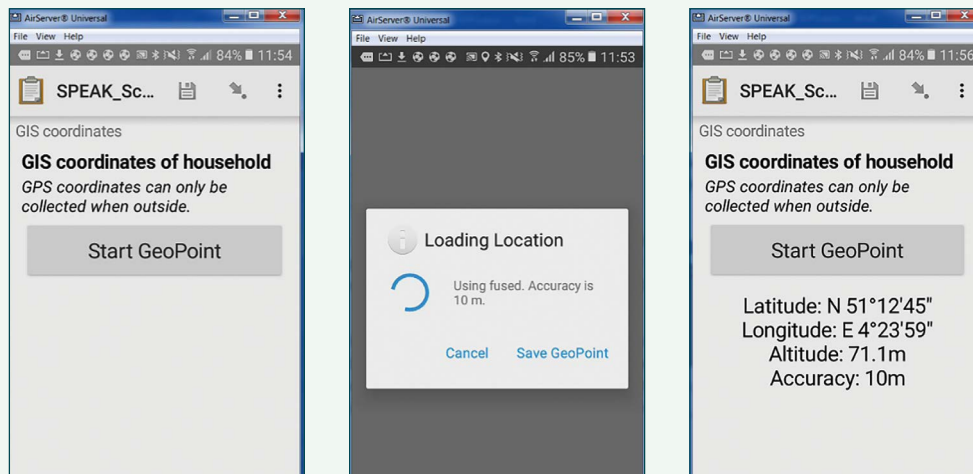 AirServer® Universal
File View Help
84% 11:54
SPEAK_Sc...
GIS coordinates
GIS coordinates of household
GPS coordinates can only be
collected when outside.
Start GeoPoint
AirServer® Universal
File View Help
85% 11:53
Loading Location
Using fused. Accuracy is
10 m.
Cancel Save GeoPoint
AirServer® Universal
File View Help
84% 11:56
SPEAK_Sc...
GIS coordinates
GIS coordinates of household
GPS coordinates can only be
collected when outside.
Start GeoPoint
Latitude: N 51°12'45"
Longitude: E 4°23'59"
Altitude: 71.1m
Accuracy: 10m